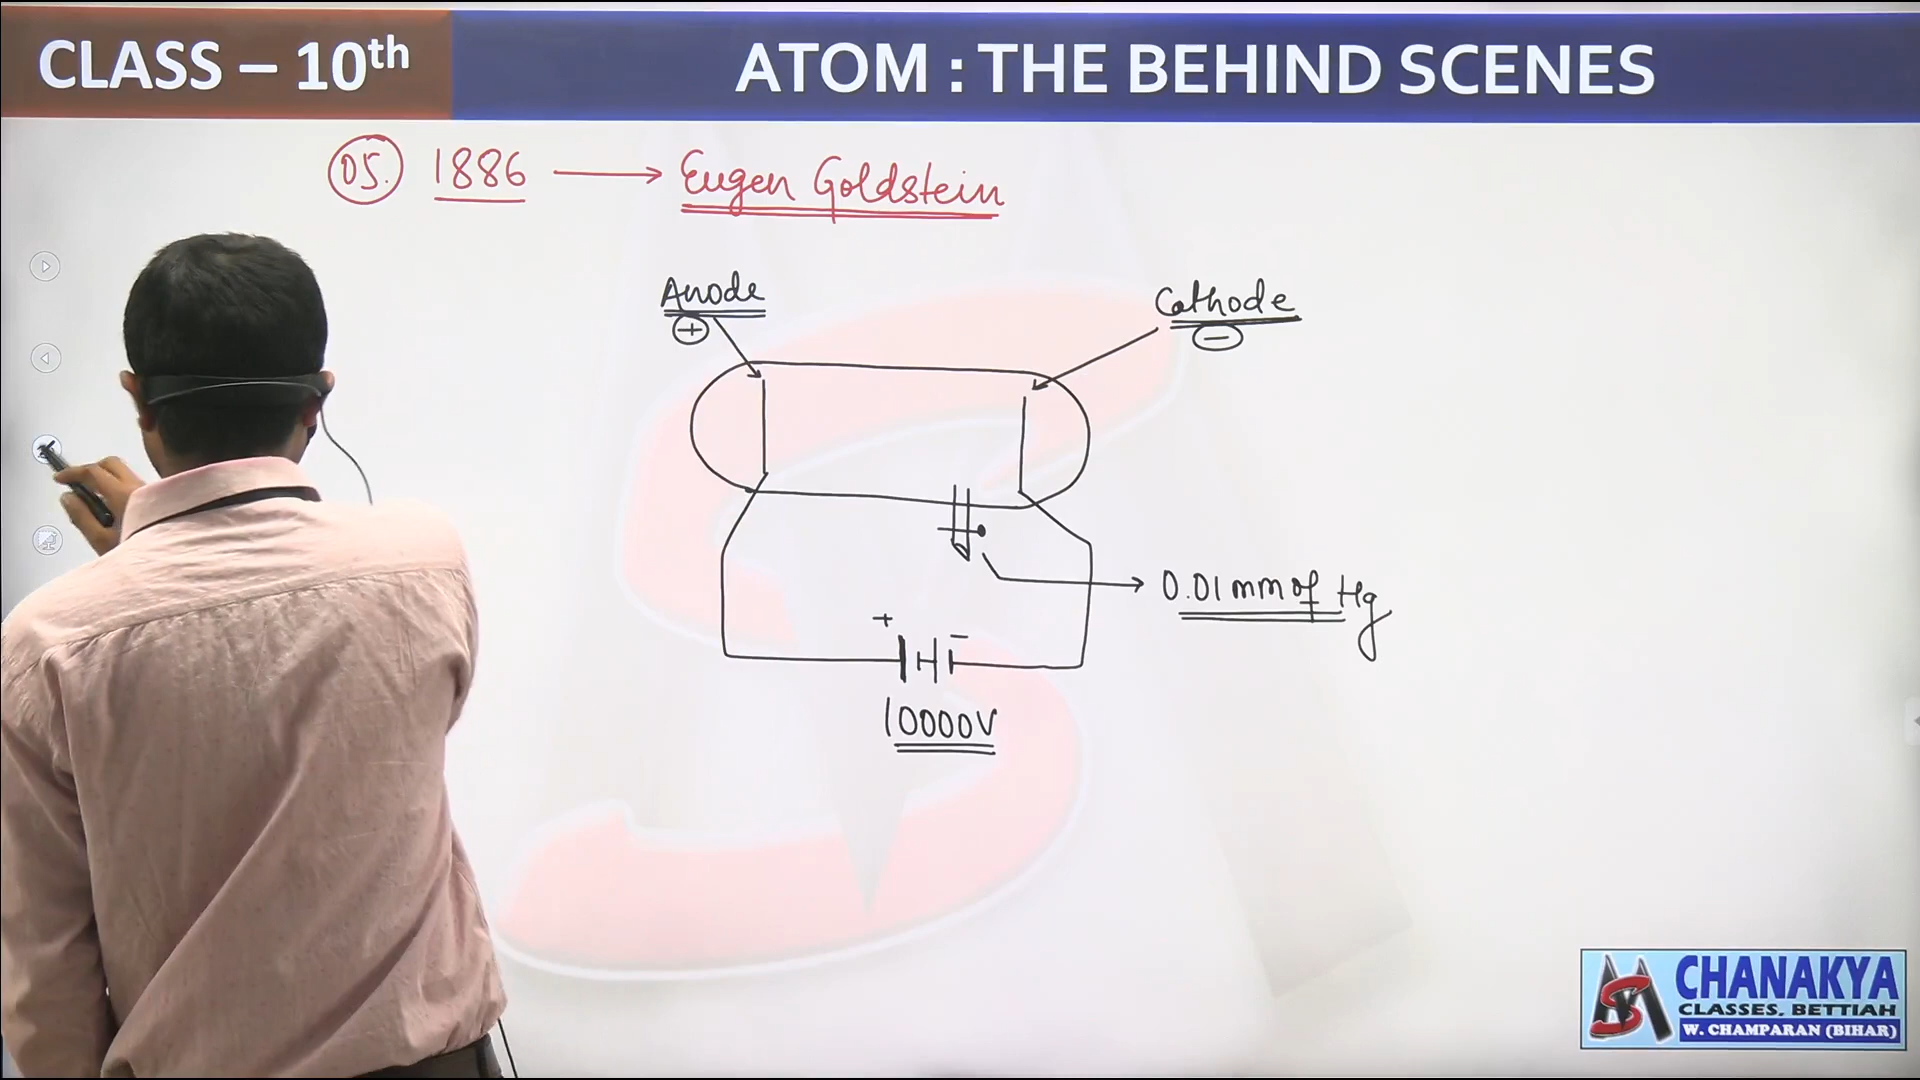 CLASS – 10th
ATOM : THE BEHIND SCENES
05. 1886 → Eugen Goldstein
Anode
+
Cathode
−
0.01 mm of Hg
+ −
10000V
CHANAKYA
CLASSES, BETTIAH
W. CHAMPARAN (BIHAR)